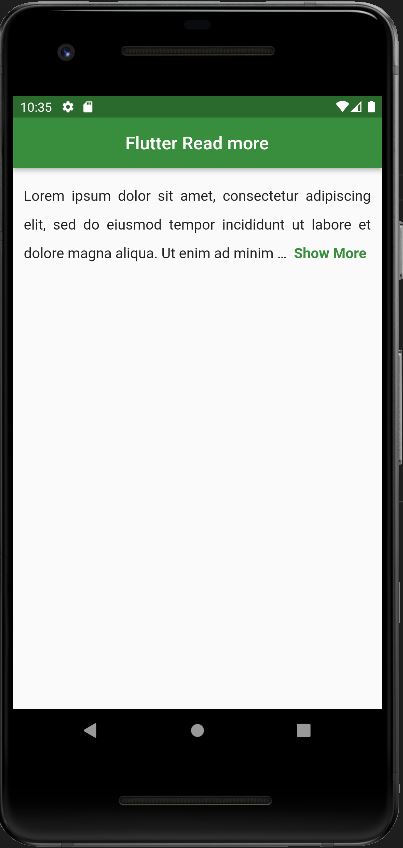 10:35
Flutter Read more
Lorem ipsum dolor sit amet, consectetur adipiscing
elit, sed do eiusmod tempor incididunt ut labore et
dolore magna aliqua. Ut enim ad minim ... Show More